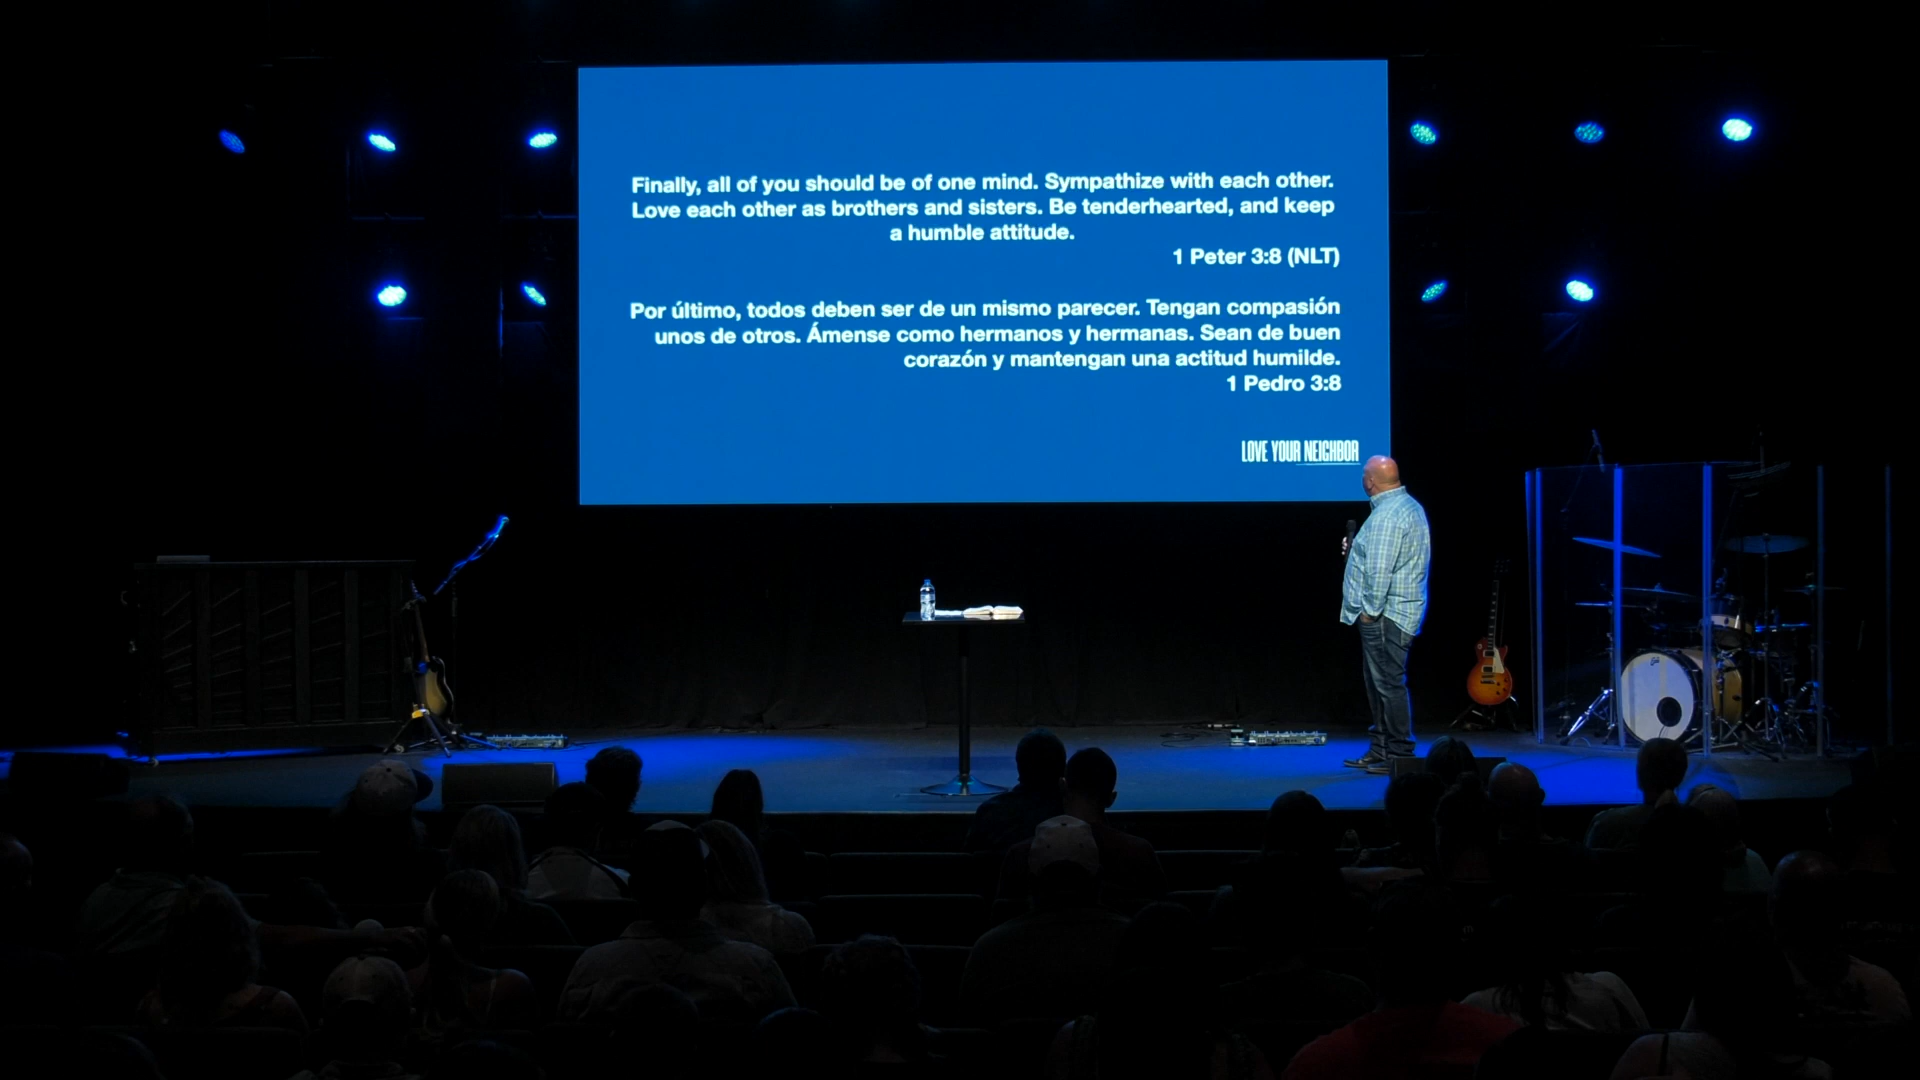 Finally, all of you should be of one mind. Sympathize with each other.
Love each other as brothers and sisters. Be tenderhearted, and keep
a humble attitude.
1 Peter 3:8 (NLT)
Por último, todos deben ser de un mismo parecer. Tengan compasión
unos de otros. Ámense como hermanos y hermanas. Sean de buen
corazón y mantengan una actitud humilde.
1 Pedro 3:8
LOVE YOUR NEIGHBOR